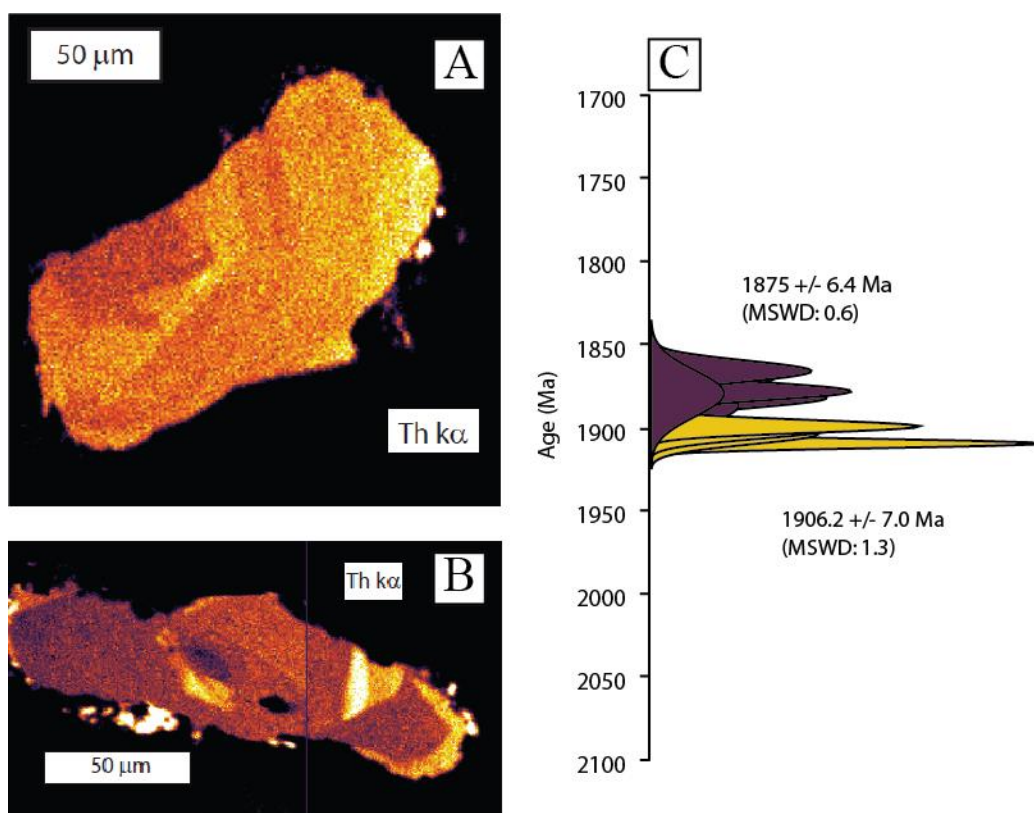 50 μm
A
Th kα
B
Th kα
50 μm
C
1700
1750
1800
1850
1900
1950
2000
2050
2100
Age (Ma)
1875 +/- 6.4 Ma
(MSWD: 0.6)
1906.2 +/- 7.0 Ma
(MSWD: 1.3)